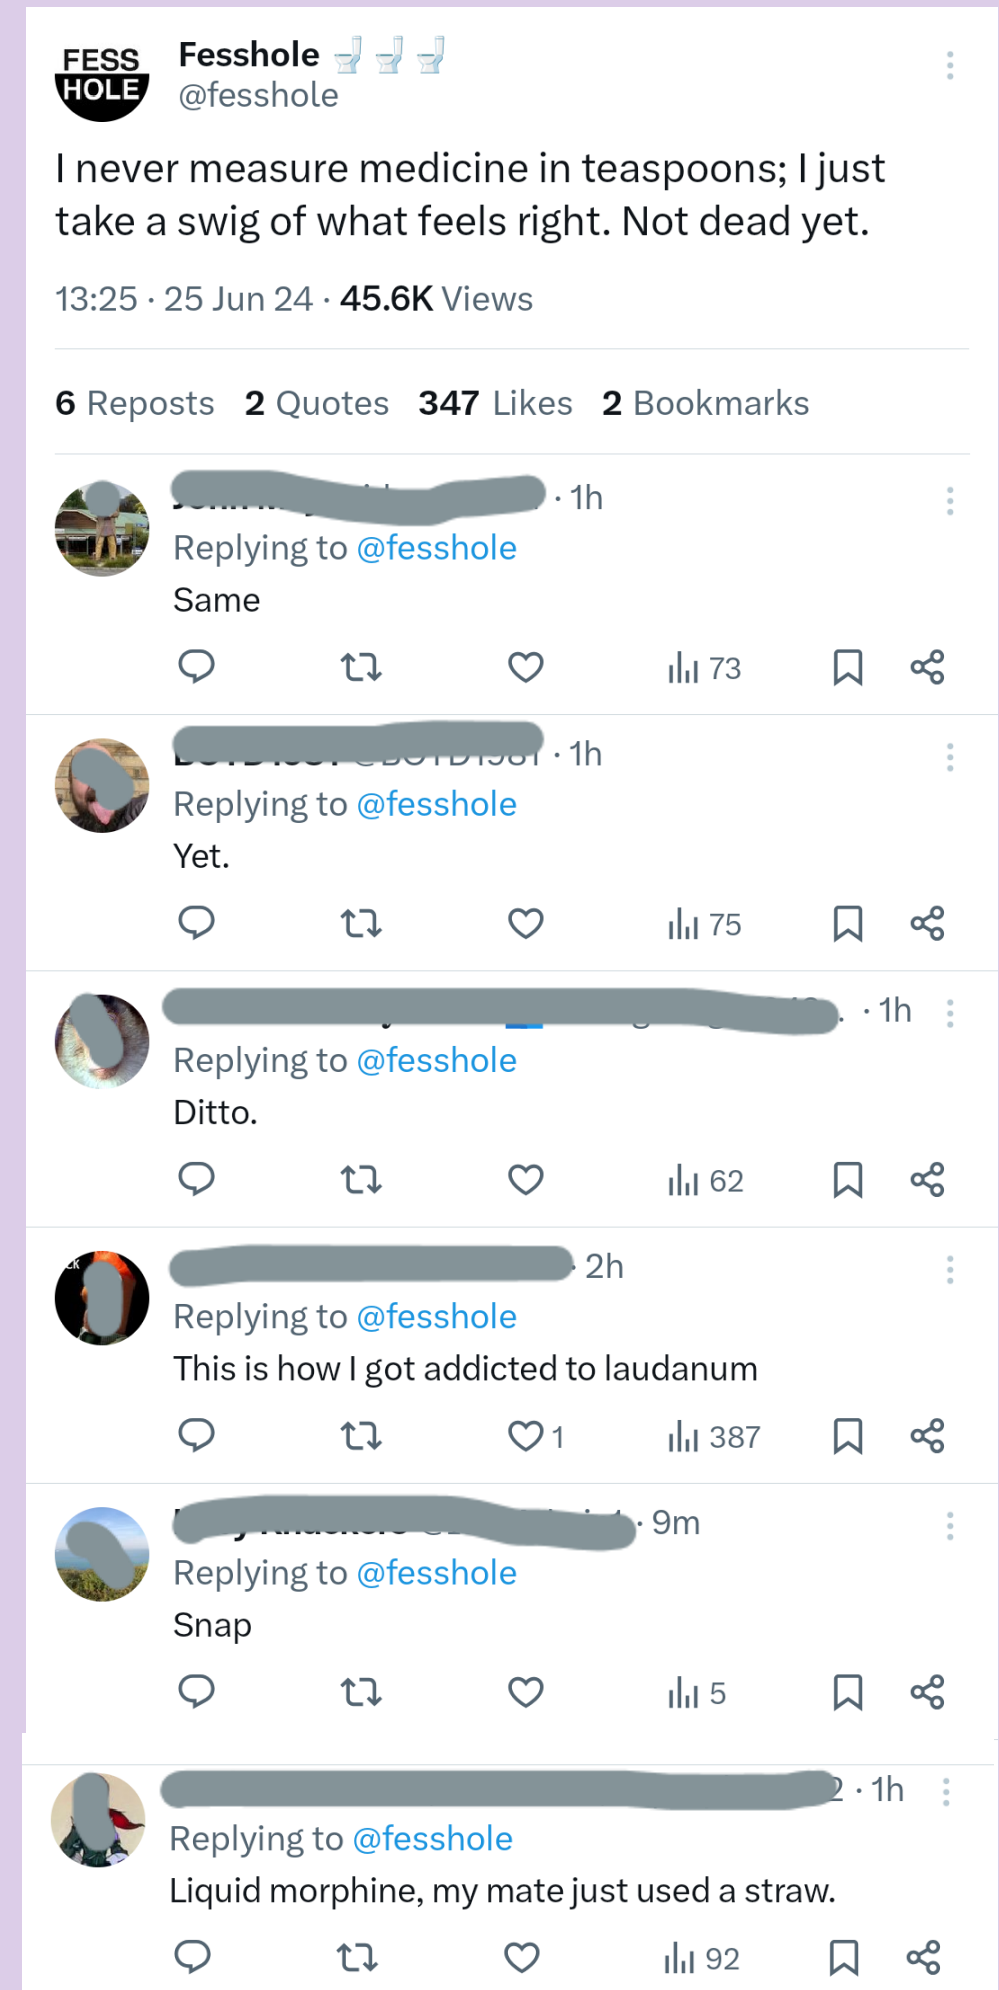 FESS
HOLE
Fesshole 🚽🚽🚽
@fesshole
I never measure medicine in teaspoons; I just
take a swig of what feels right. Not dead yet.
13:25 · 25 Jun 24 · 45.6K Views
6 Reposts 2 Quotes 347 Likes 2 Bookmarks
· 1h
Replying to @fesshole
Same
73
· 1h
Replying to @fesshole
Yet.
75
· 1h
Replying to @fesshole
Ditto.
62
· 2h
Replying to @fesshole
This is how I got addicted to laudanum
1 387
· 9m
Replying to @fesshole
Snap
5
2 · 1h
Replying to @fesshole
Liquid morphine, my mate just used a straw.
92